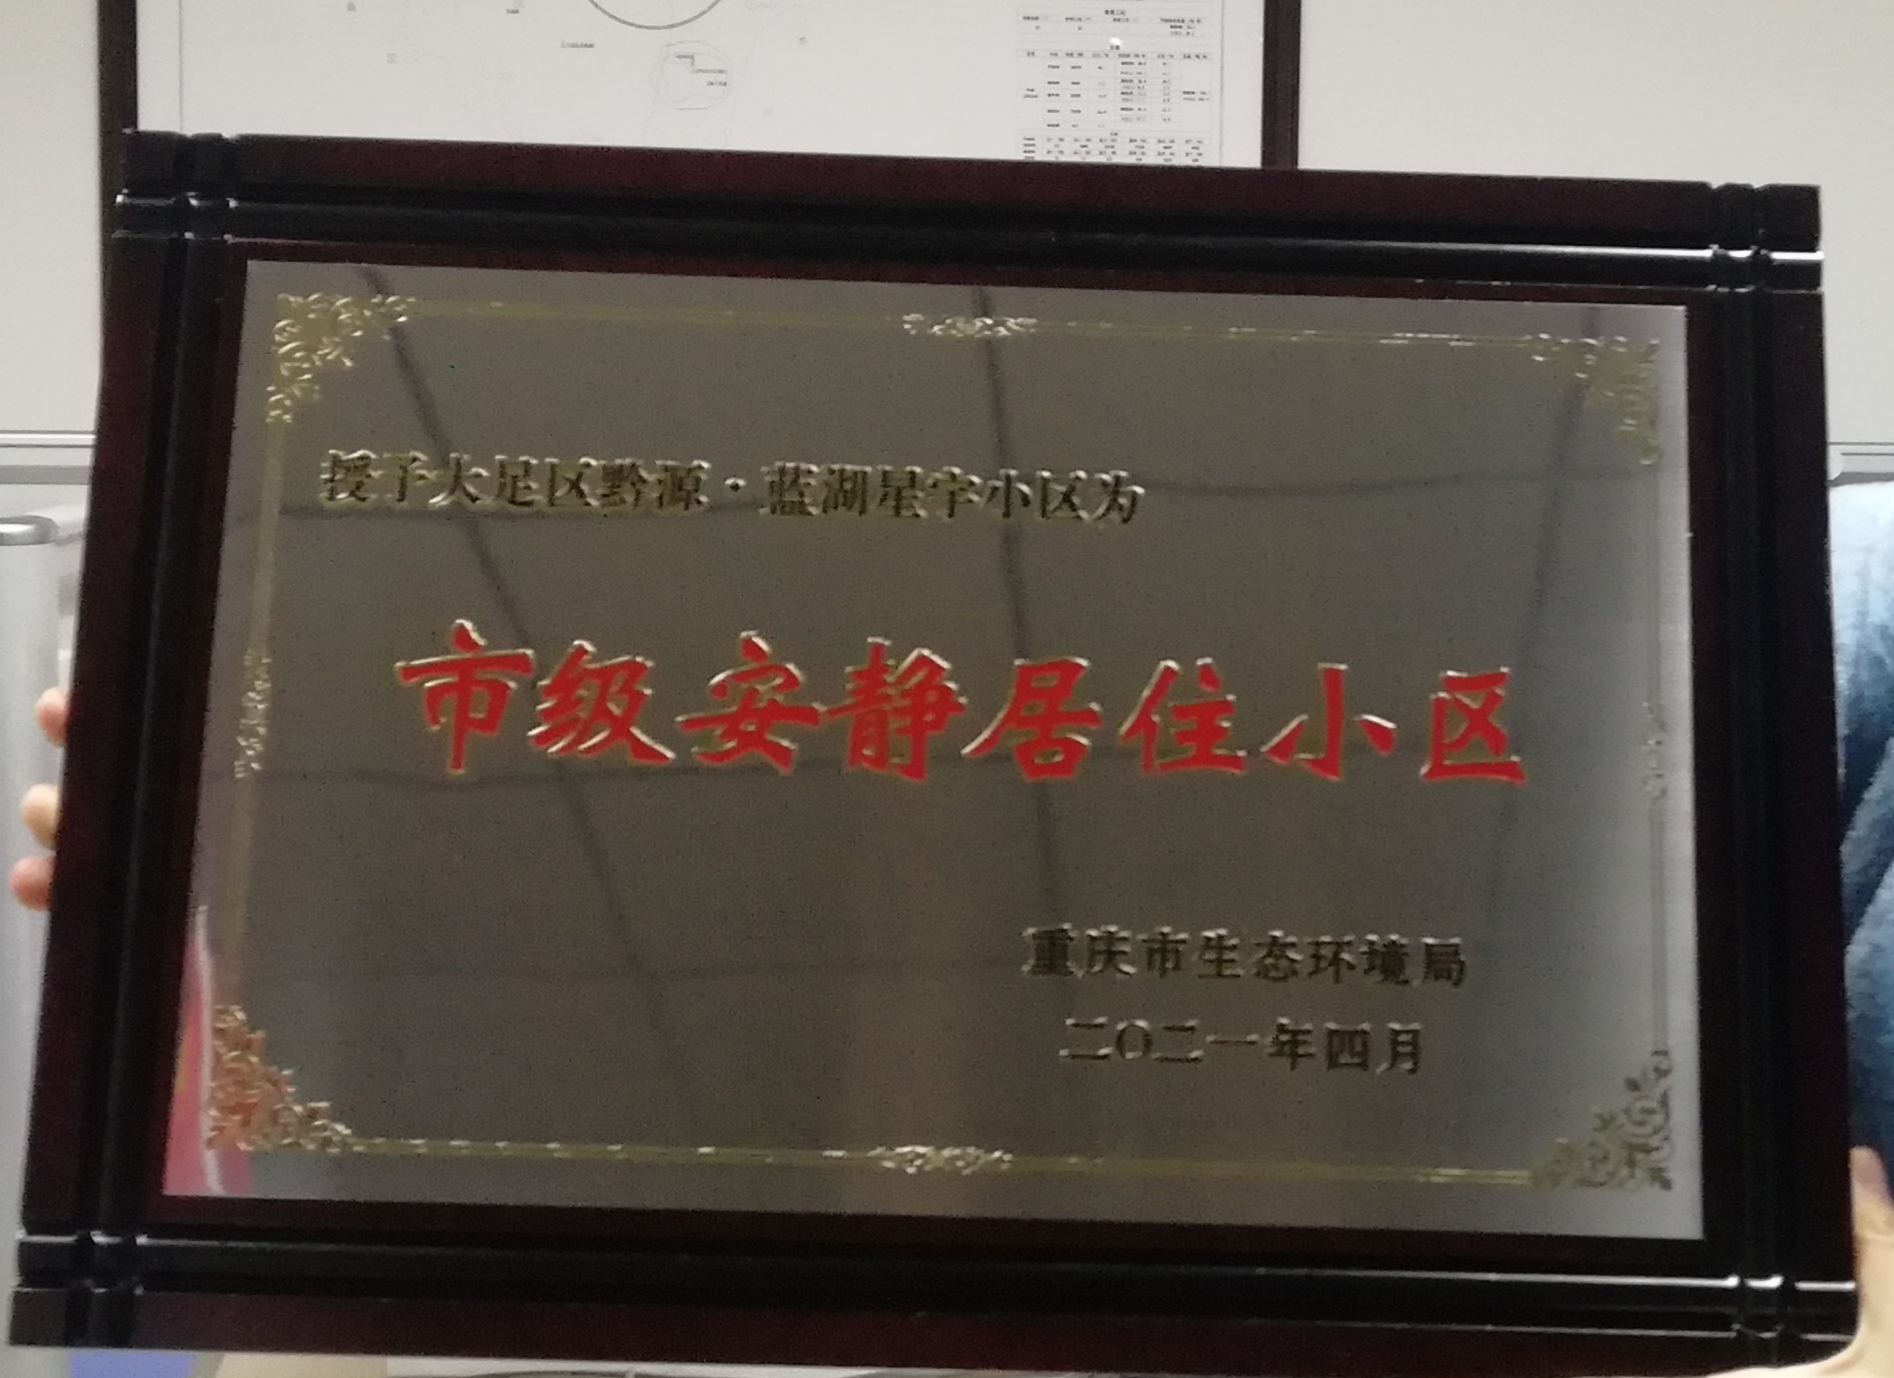 授予大足区黔源·蓝湖星宇小区为
市级安静居住小区
重庆市生态环境局
二〇二一年四月